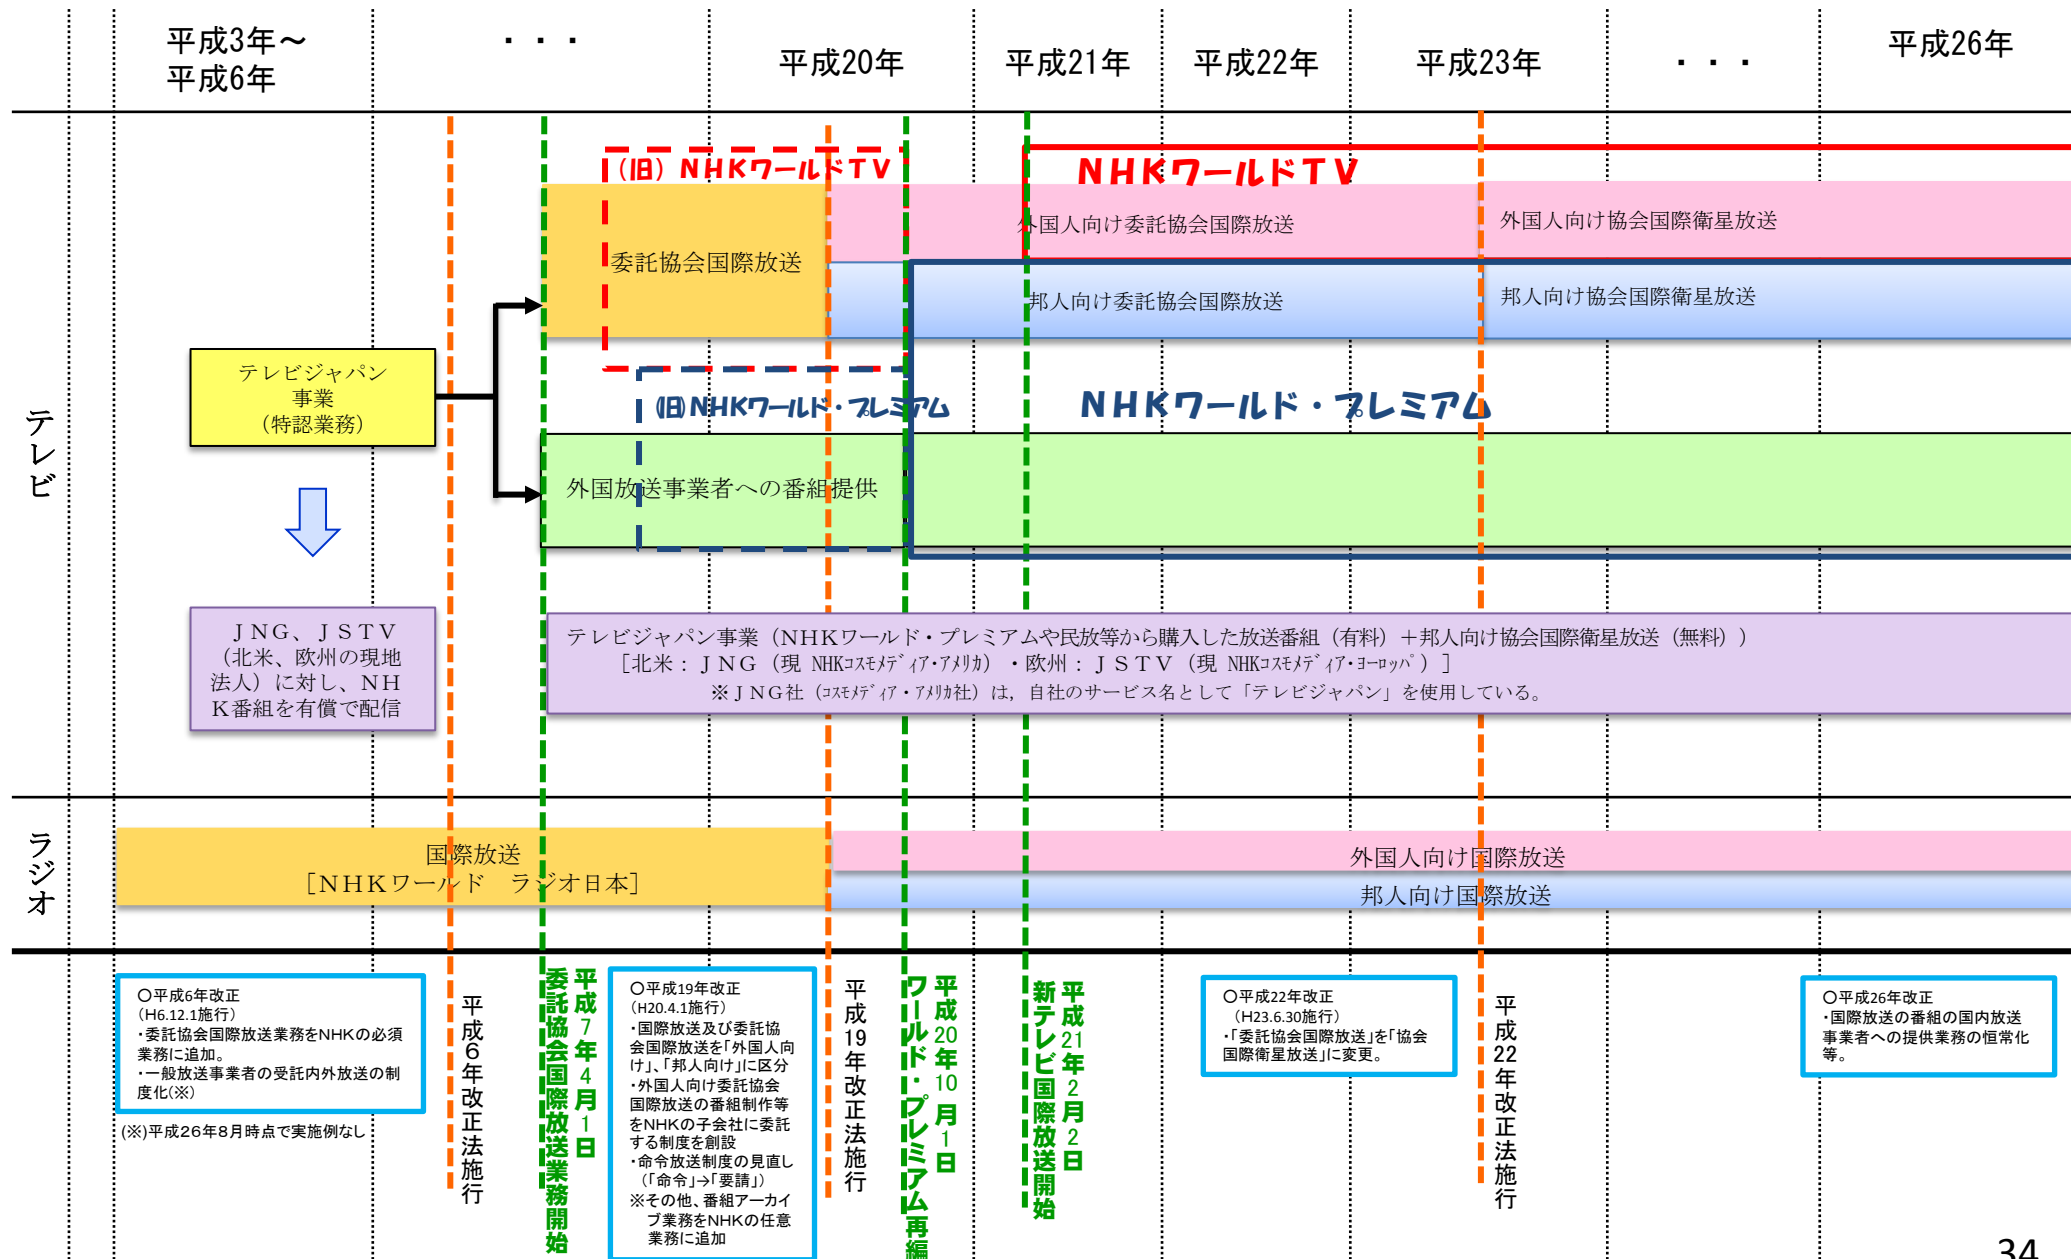 平成3年～
平成6年
・・・
平成20年
平成21年
平成22年
平成23年
・・・
平成26年
テレビ
(旧) NHKワールドTV
NHKワールドTV
委託協会国際放送
外国人向け委託協会国際放送
外国人向け協会国際衛星放送
邦人向け委託協会国際放送
邦人向け協会国際衛星放送
テレビジャパン
事業
(特認業務)
(旧)NHKワールド・プレミアム
NHKワールド・プレミアム
外国放送事業者への番組提供
JNG、JSTV
(北米、欧州の現地
法人)に対し、NH
K番組を有償で配信
テレビジャパン事業(NHKワールド・プレミアムや民放等から購入した放送番組(有料)＋邦人向け協会国際衛星放送(無料))
[北米：JNG(現 NHKコスモメディア・アメリカ)・欧州：JSTV(現 NHKコスモメディア・ヨーロッパ)]
※JNG社(コスモメディア・アメリカ社)は，自社のサービス名として「テレビジャパン」を使用している。
ラジオ
国際放送
[NHKワールド　ラジオ日本]
外国人向け国際放送
邦人向け国際放送
○平成6年改正
(H6.12.1施行)
・委託協会国際放送業務をNHKの必須
業務に追加。
・一般放送事業者の受託内外放送の制
度化(※)
(※)平成26年8月時点で実施例なし
平成6年改正法施行
平成7年4月1日
委託協会国際放送業務開始
○平成19年改正
(H20.4.1施行)
・国際放送及び委託協
会国際放送を「外国人向
け」、「邦人向け」に区分
・外国人向け委託協会
国際放送の番組制作等
をNHKの子会社に委託
する制度を創設
・命令放送制度の見直し
(「命令」→「要請」)
※その他、番組アーカイ
ブ業務をNHKの任意
業務に追加
平成19年改正法施行
平成20年10月1日
ワールド・プレミアム再編
平成21年2月2日
新テレビ国際放送開始
○平成22年改正
(H23.6.30施行)
・「委託協会国際放送」を「協会
国際衛星放送」に変更。
平成22年改正法施行
○平成26年改正
・国際放送の番組の国内放送
事業者への提供業務の恒常化
等。
34